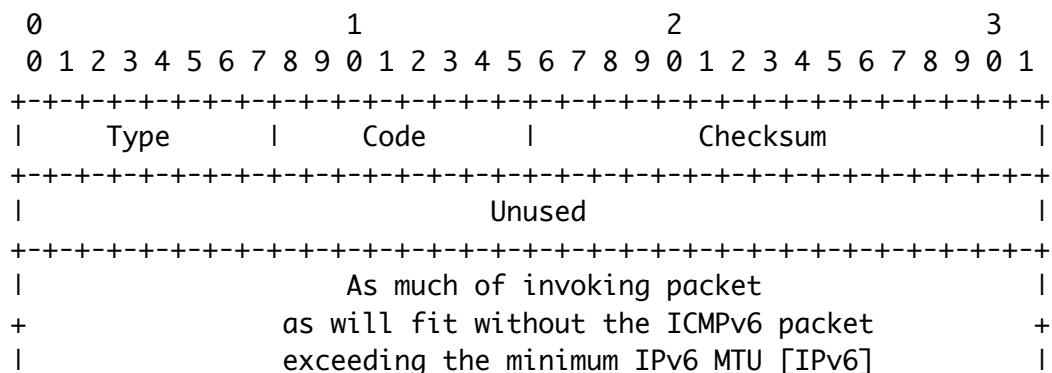 0                   1                   2                   3
 0 1 2 3 4 5 6 7 8 9 0 1 2 3 4 5 6 7 8 9 0 1 2 3 4 5 6 7 8 9 0 1
+-+-+-+-+-+-+-+-+-+-+-+-+-+-+-+-+-+-+-+-+-+-+-+-+-+-+-+-+-+-+-+-+
|     Type      |     Code      |          Checksum             |
+-+-+-+-+-+-+-+-+-+-+-+-+-+-+-+-+-+-+-+-+-+-+-+-+-+-+-+-+-+-+-+-+
|                             Unused                            |
+-+-+-+-+-+-+-+-+-+-+-+-+-+-+-+-+-+-+-+-+-+-+-+-+-+-+-+-+-+-+-+-+
|                    As much of invoking packet                 |
+                as will fit without the ICMPv6 packet          +
|                exceeding the minimum IPv6 MTU [IPv6]          |